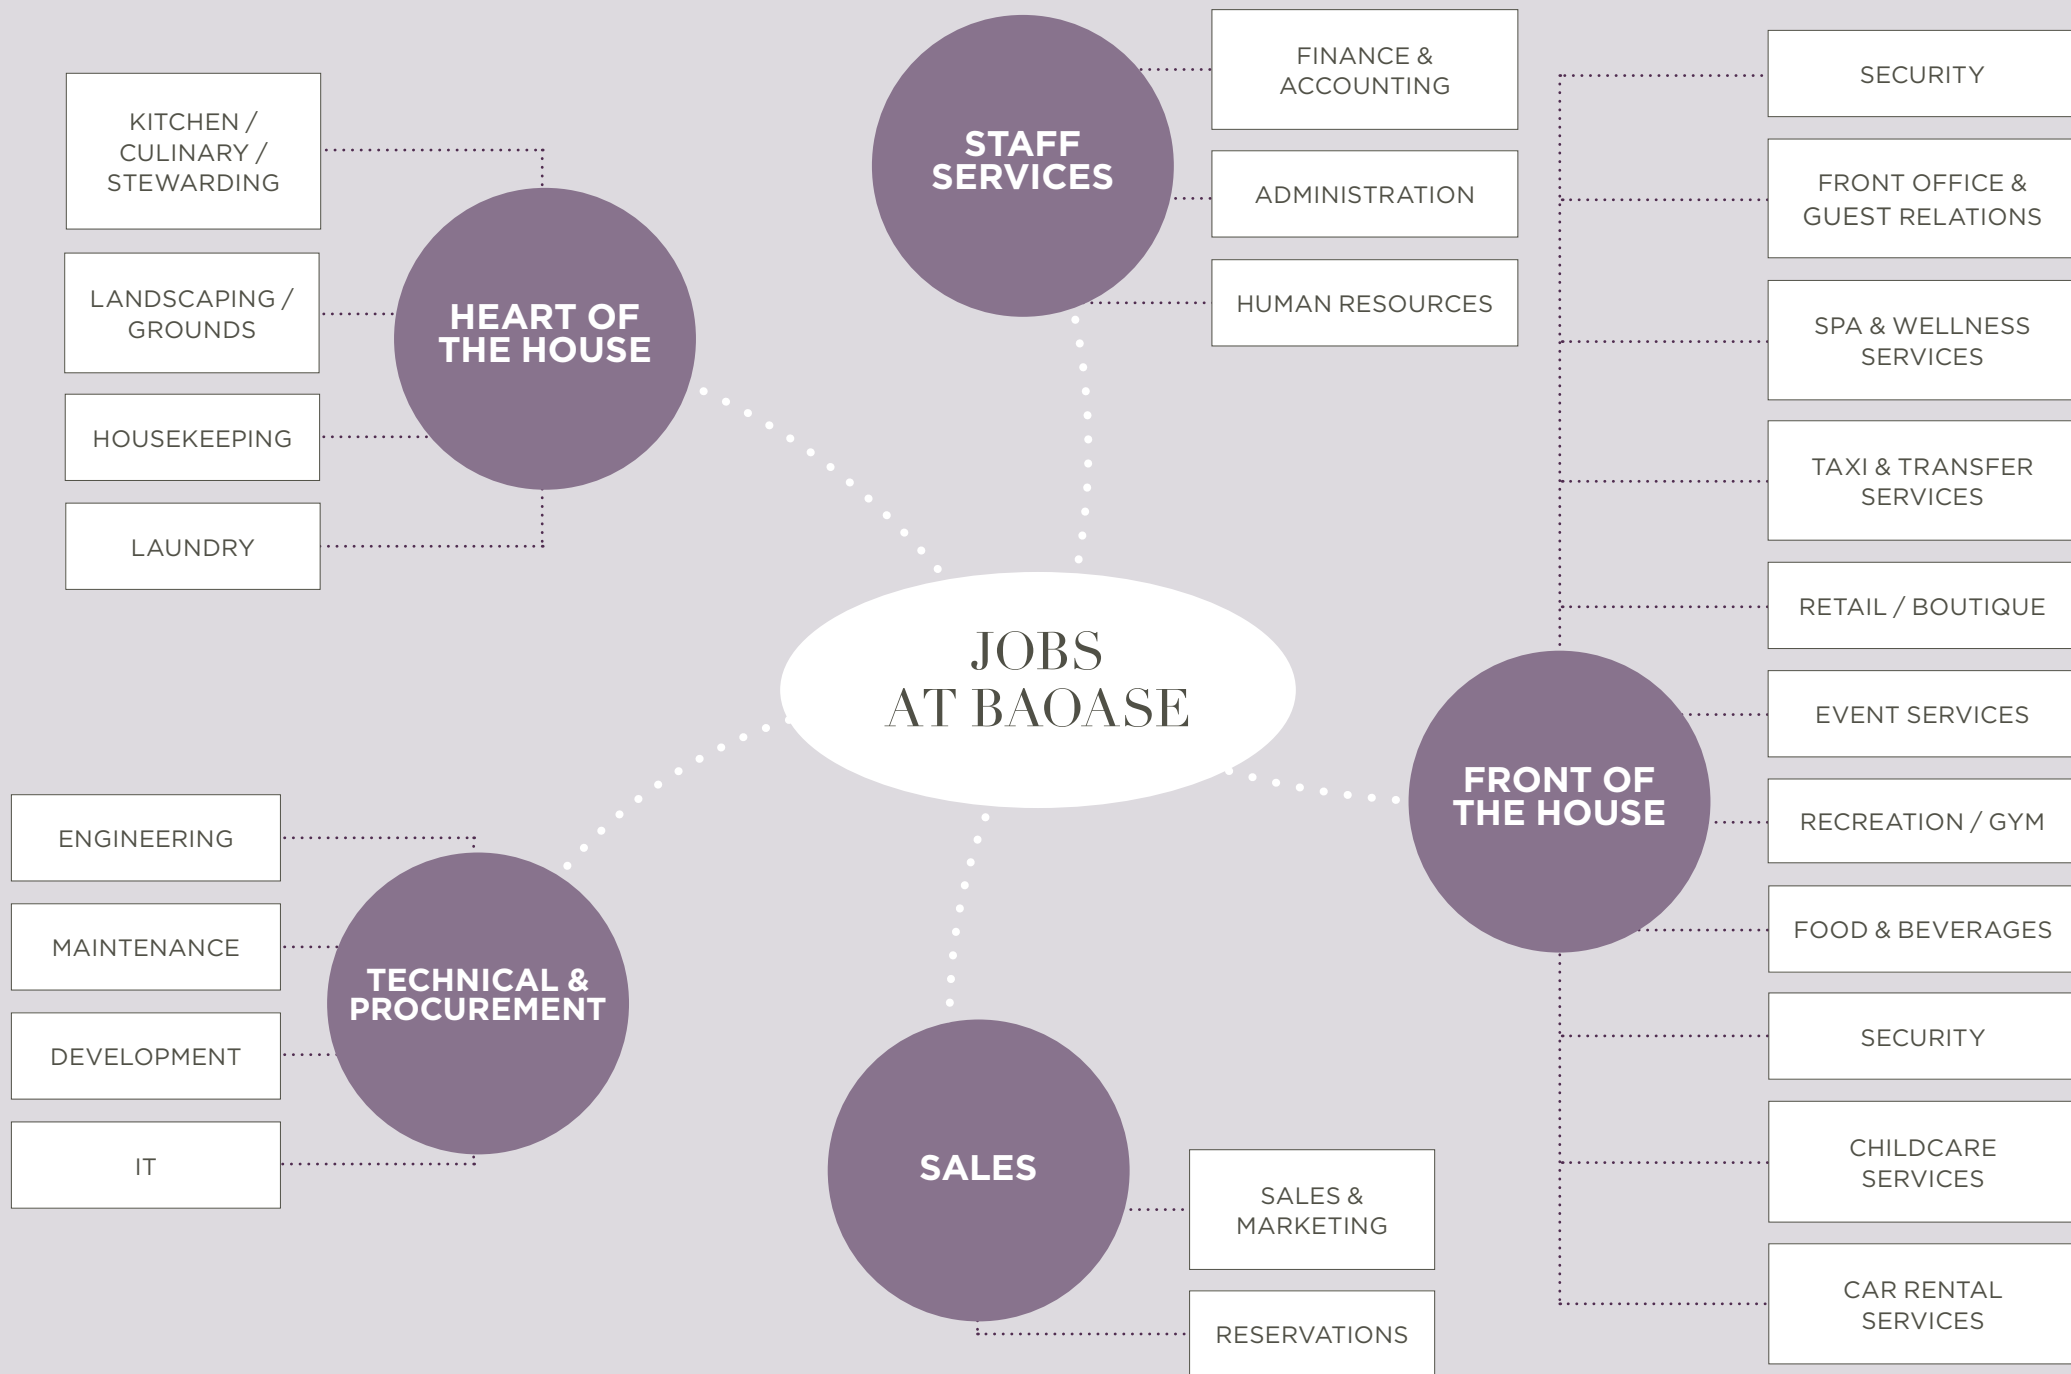 KITCHEN /
CULINARY /
STEWARDING
LANDSCAPING /
GROUNDS
HOUSEKEEPING
LAUNDRY
HEART OF
THE HOUSE
STAFF
SERVICES
FINANCE &
ACCOUNTING
ADMINISTRATION
HUMAN RESOURCES
JOBS
AT BAOASE
SECURITY
FRONT OFFICE &
GUEST RELATIONS
SPA & WELLNESS
SERVICES
TAXI & TRANSFER
SERVICES
RETAIL / BOUTIQUE
EVENT SERVICES
RECREATION / GYM
FOOD & BEVERAGES
SECURITY
CHILDCARE
SERVICES
CAR RENTAL
SERVICES
FRONT OF
THE HOUSE
ENGINEERING
MAINTENANCE
DEVELOPMENT
IT
TECHNICAL &
PROCUREMENT
SALES
SALES &
MARKETING
RESERVATIONS